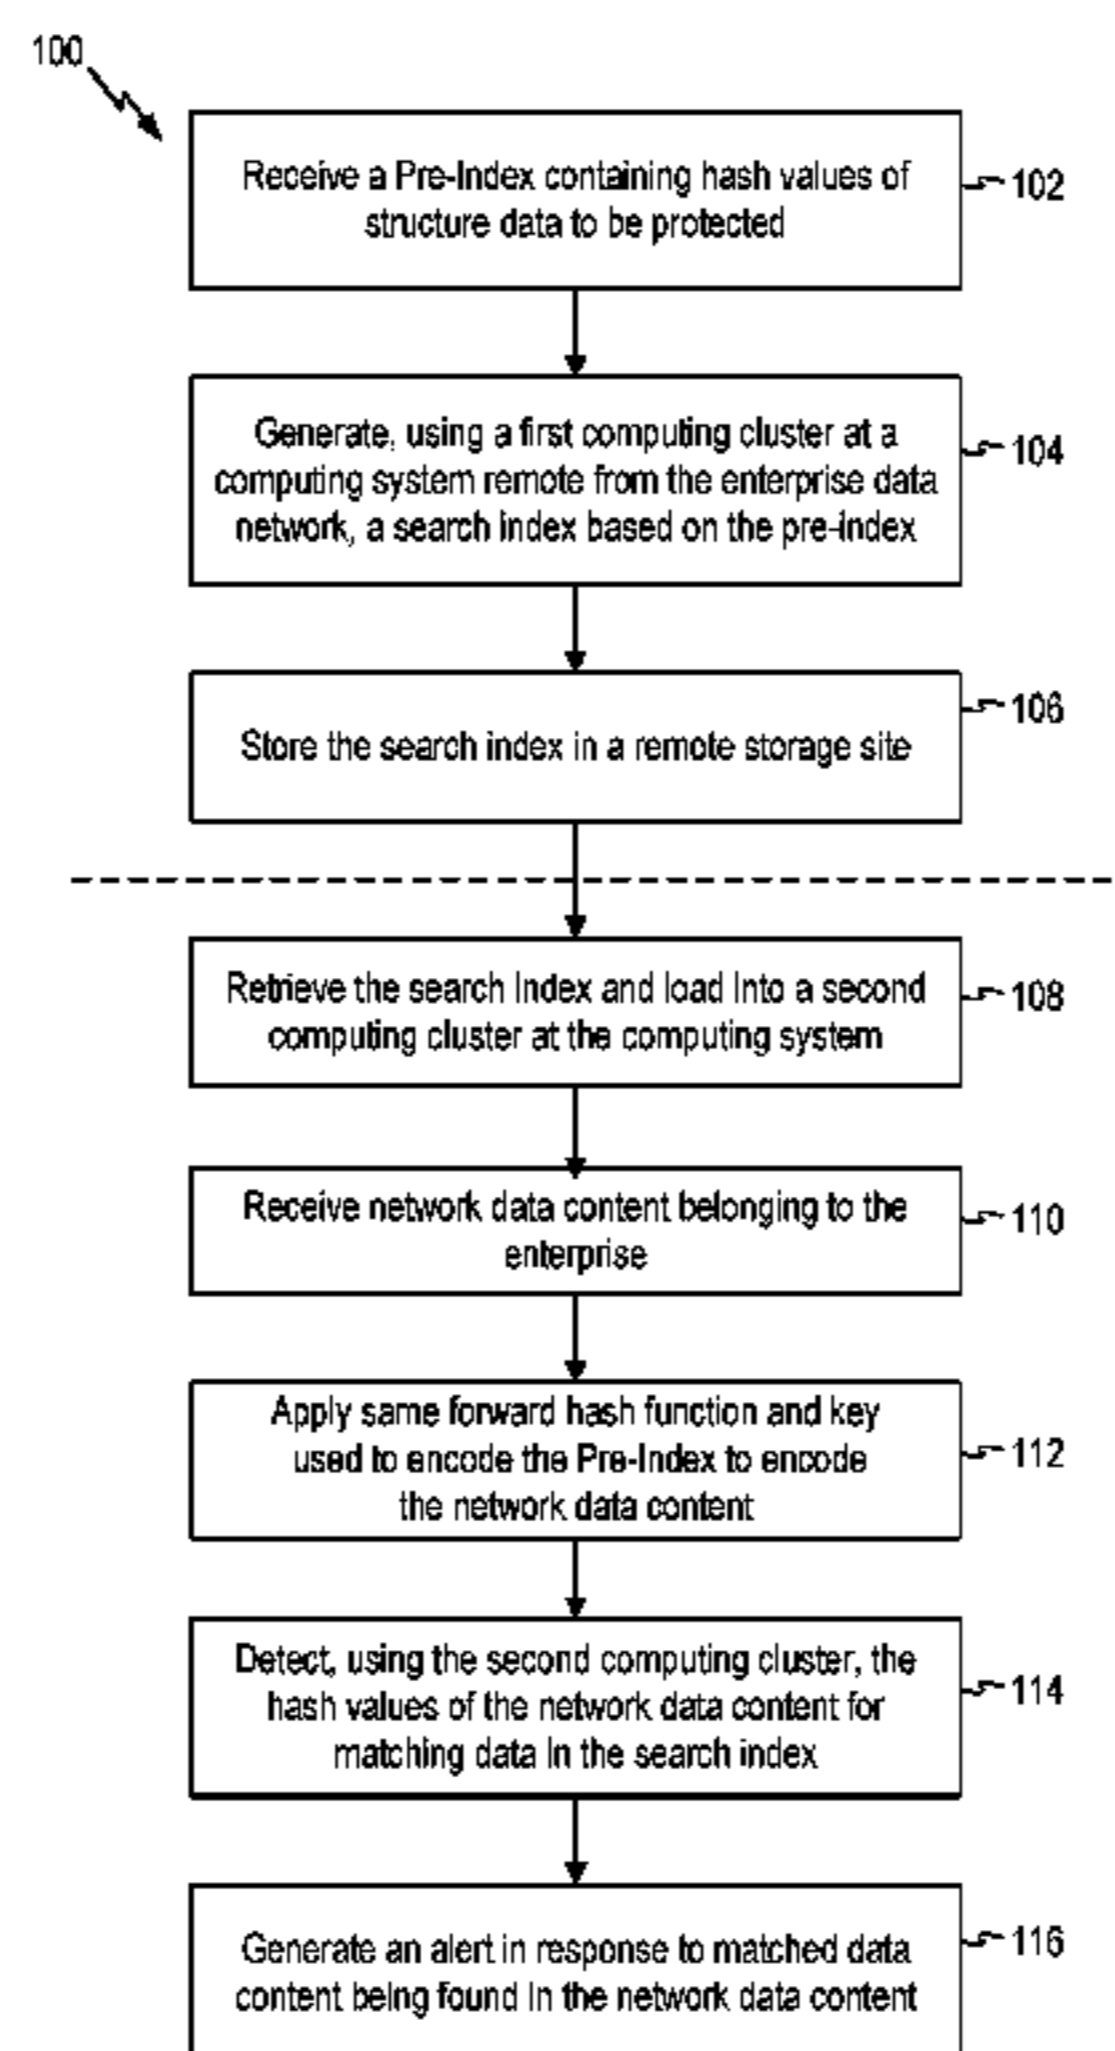 100
Receive a Pre-Index containing hash values of
structure data to be protected
102
Generate, using a first computing cluster at a
computing system remote from the enterprise data
network, a search index based on the pre-index
104
Store the search index in a remote storage site
106
Retrieve the search Index and load Into a second
computing cluster at the computing system
108
Receive network data content belonging to the
enterprise
110
Apply same forward hash function and key
used to encode the Pre-Index to encode
the network data content
112
Detect, using the second computing cluster, the
hash values of the network data content for
matching data In the search index
114
Generate an alert in response to matched data
content being found In the network data content
116